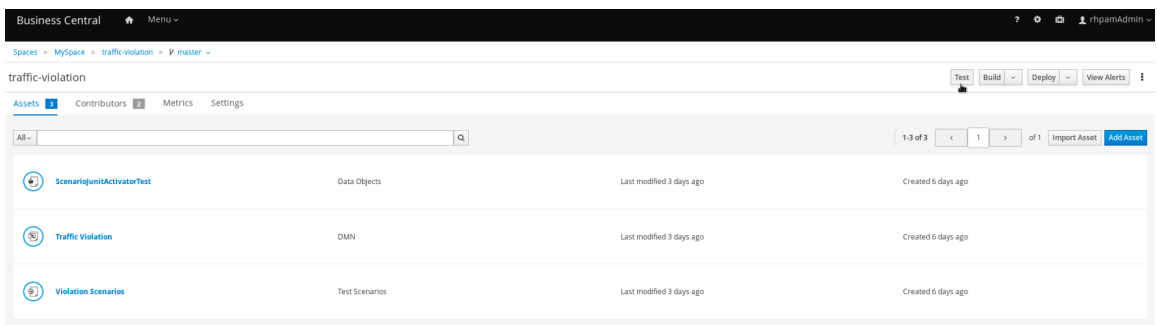 Business Central Menu ? rhpamAdmin
Spaces » MySpace » traffic-violation » master
traffic-violation Test Build Deploy View Alerts
Assets 3 Contributors 2 Metrics Settings
All 1-3 of 3 < 1 > of 1 Import Asset Add Asset
ScenarioJunitActivatorTest Data Objects Last modified 3 days ago Created 6 days ago
Traffic Violation DMN Last modified 3 days ago Created 6 days ago
Violation Scenarios Test Scenarios Last modified 3 days ago Created 6 days ago